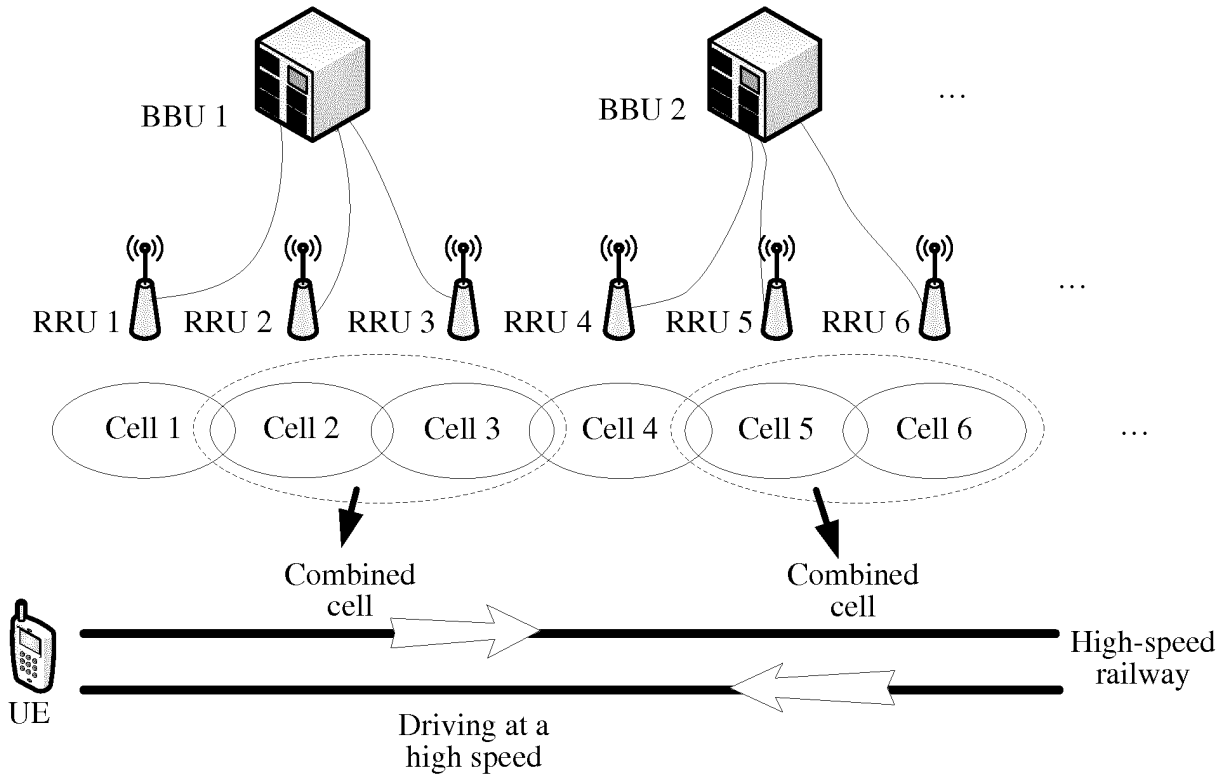 BBU 1
BBU 2
…
RRU 1
RRU 2
RRU 3
RRU 4
RRU 5
RRU 6
…
Cell 1
Cell 2
Cell 3
Cell 4
Cell 5
Cell 6
…
Combined
cell
Combined
cell
High-speed
railway
UE
Driving at a
high speed